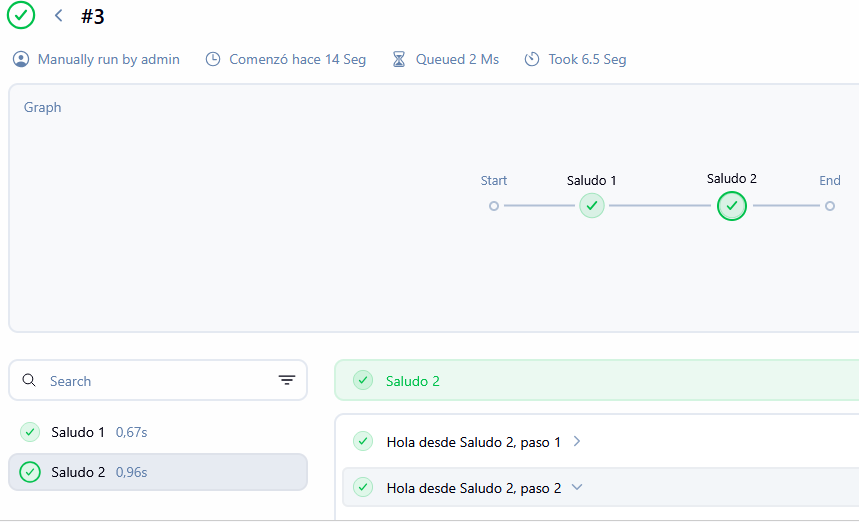 #3
Manually run by admin Comenzó hace 14 Seg Queued 2 Ms Took 6.5 Seg
Graph
Start Saludo 1 Saludo 2 End
Search
Saludo 2
Saludo 1 0,67s
Saludo 2 0,96s
Hola desde Saludo 2, paso 1
Hola desde Saludo 2, paso 2